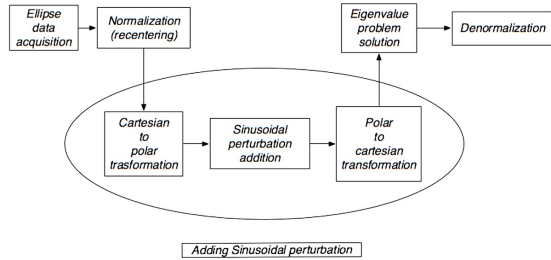 Ellipse
data
acquisition
Normalization
(recentering)
Eigenvalue
problem
solution
Denormalization
Cartesian
to
polar
trasformation
Sinusoidal
perturbation
addition
Polar
to
cartesian
transformation
Adding Sinusoidal perturbation